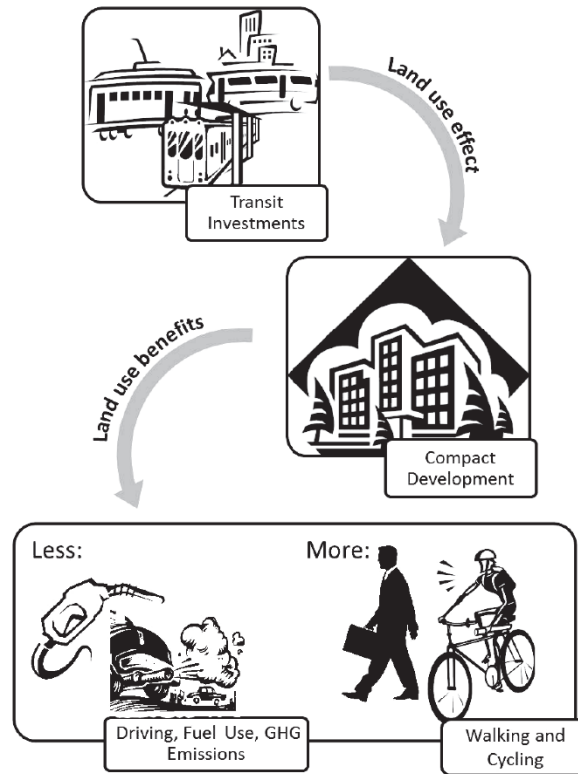 Land use effect
Transit
Investments
Land use benefits
Compact
Development
Less:
More:
Driving, Fuel Use, GHG
Emissions
Walking and
Cycling